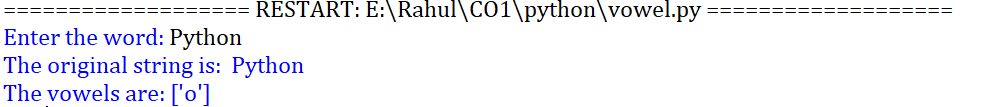 =================== RESTART: E:\Rahul\CO1\python\vowel.py ===================
Enter the word: Python
The original string is:  Python
The vowels are: ['o']